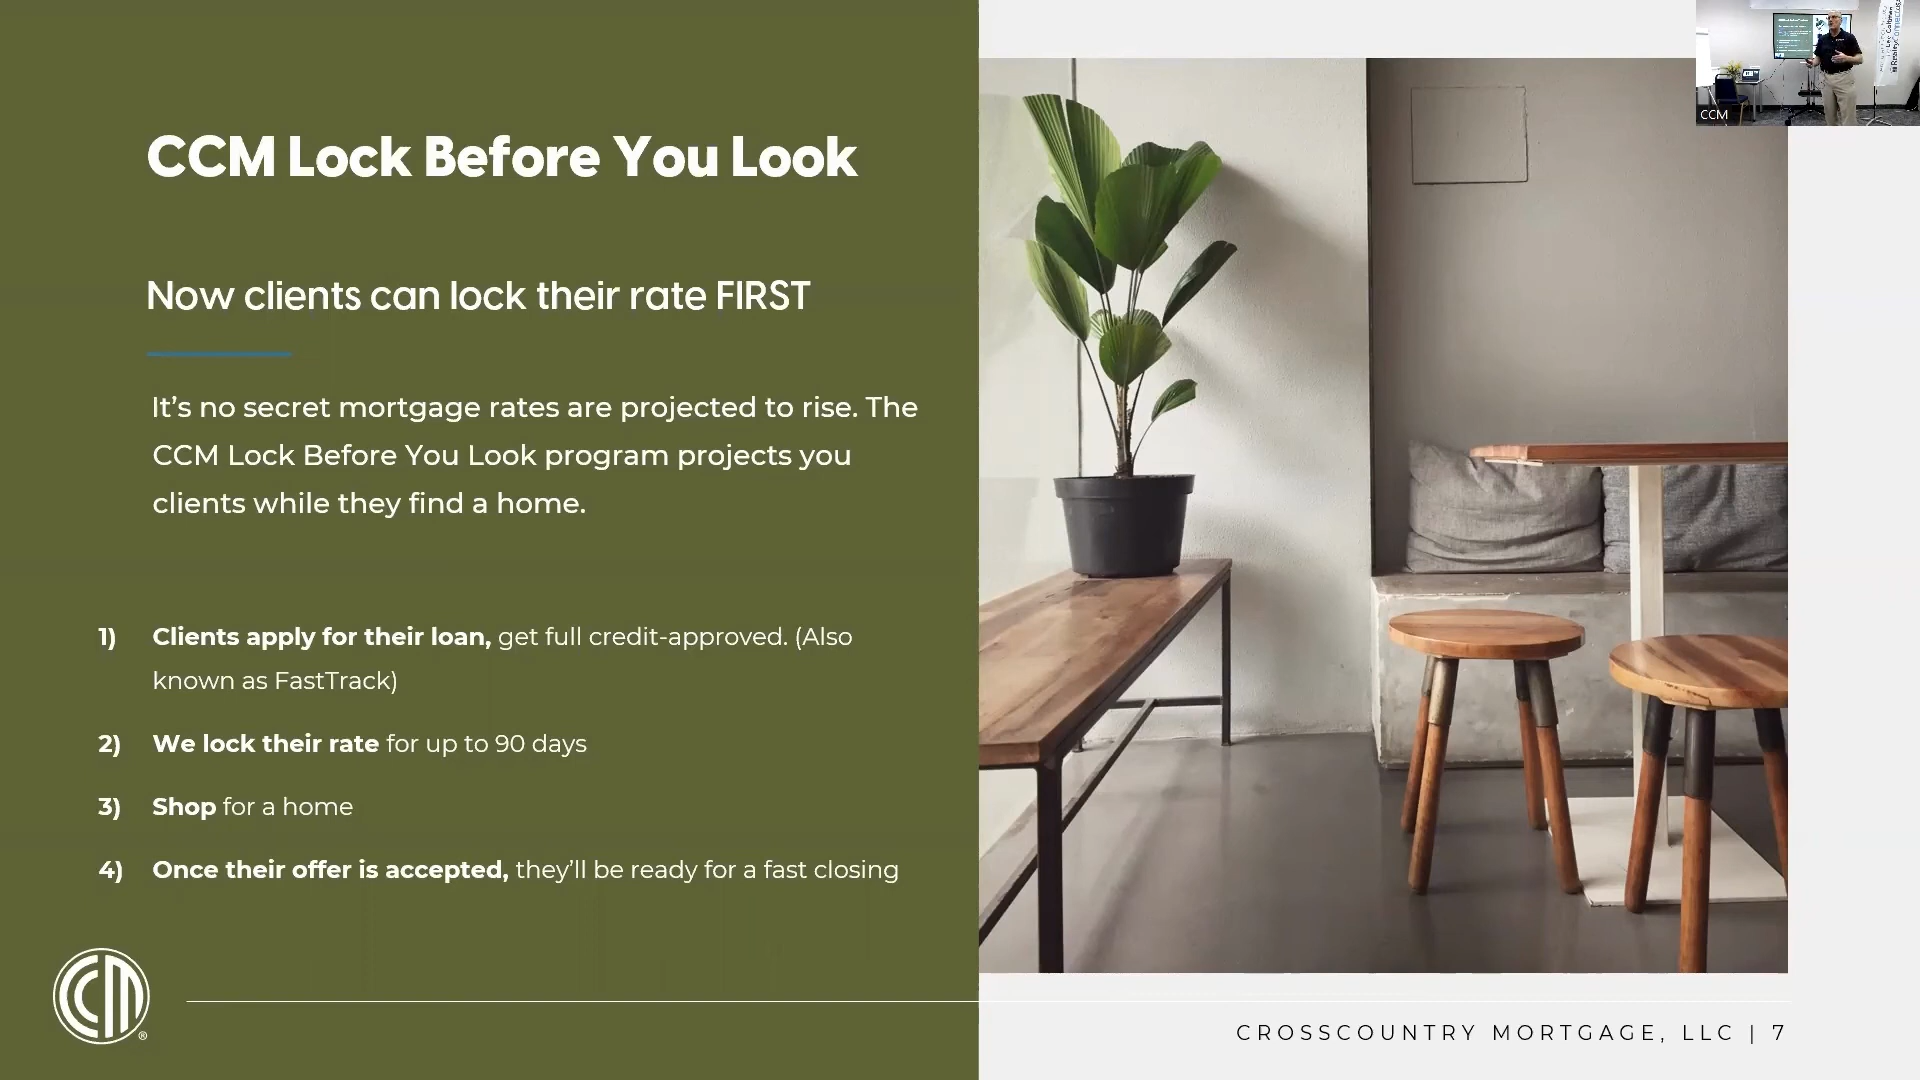 CCM Lock Before You Look
Now clients can lock their rate FIRST
It’s no secret mortgage rates are projected to rise. The
CCM Lock Before You Look program projects you
clients while they find a home.
1) Clients apply for their loan, get full credit-approved. (Also
known as FastTrack)
2) We lock their rate for up to 90 days
3) Shop for a home
4) Once their offer is accepted, they’ll be ready for a fast closing
CCM®
CROSSCOUNTRY MORTGAGE, LLC | 7
CCM